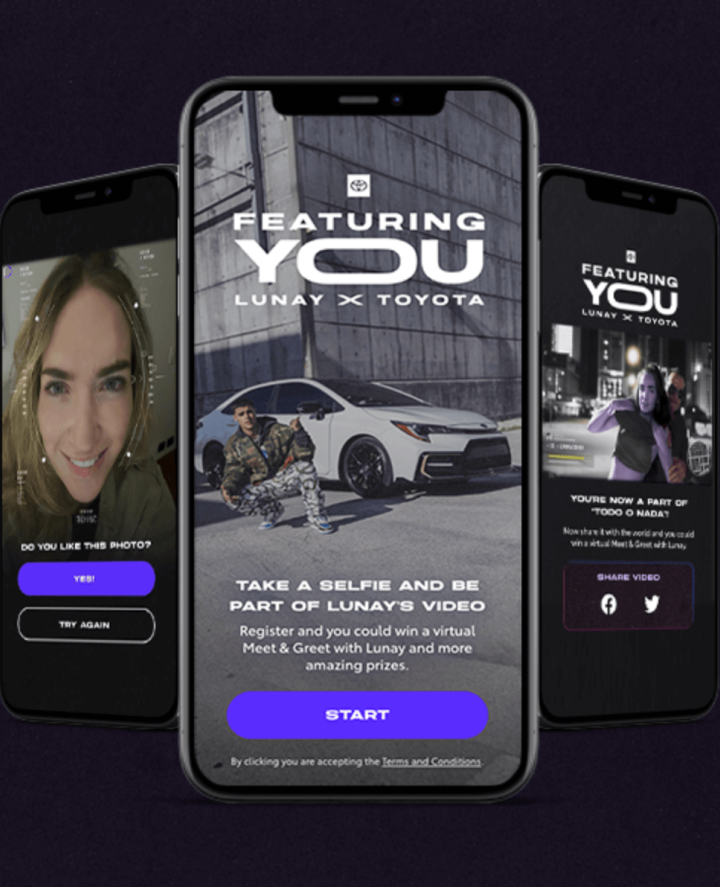 DO YOU LIKE THIS PHOTO?
YES!
TRY AGAIN
FEATURING
YOU
LUNAY X TOYOTA
TAKE A SELFIE AND BE
PART OF LUNAY'S VIDEO
Register and you could win a virtual
Meet & Greet with Lunay and more
amazing prizes.
START
By clicking you are accepting the Terms and Conditions.
FEATURING
YOU
LUNAY X TOYOTA
YOU'RE NOW A PART OF
"TODO O NADA"!
Now share it with the world and you could
win a virtual Meet & Greet with Lunay.
SHARE VIDEO